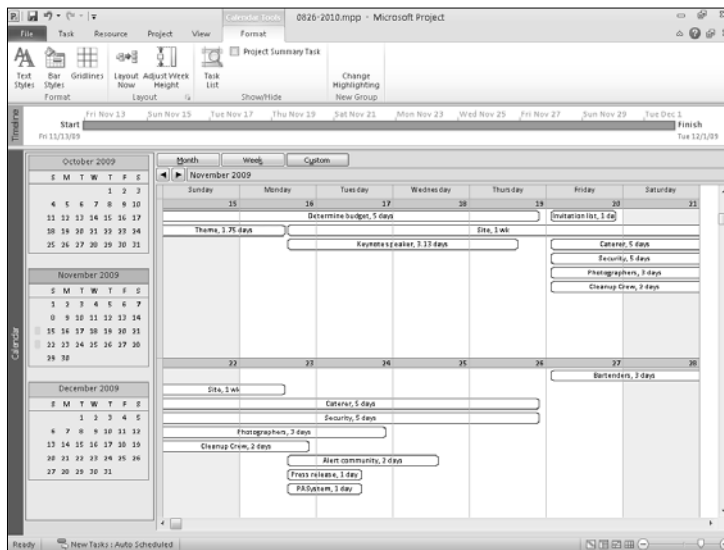 Calendar Tools 0826-2010.mpp - Microsoft Project
File Task Resource Project View Format
Text Styles
Bar Styles
Gridlines
Layout Now
Adjust Week Height
Task List
Project Summary Task
Change Highlighting
Format Layout Show/Hide New Group
Timeline
Fri Nov 13 Sun Nov 15 Tue Nov 17 Thu Nov 19 Sat Nov 21 Mon Nov 23 Wed Nov 25 Fri Nov 27 Sun Nov 29 Tue Dec 1
Start Finish
Fri 11/13/09 Tue 12/1/09
Calendar
October 2009
S M T W T F S
1 2 3
4 5 6 7 8 9 10
11 12 13 14 15 16 17
18 19 20 21 22 23 24
25 26 27 28 29 30 31
November 2009
S M T W T F S
1 2 3 4 5 6 7
8 9 10 11 12 13 14
15 16 17 18 19 20 21
22 23 24 25 26 27 28
29 30
December 2009
S M T W T F S
1 2 3 4 5
6 7 8 9 10 11 12
13 14 15 16 17 18 19
20 21 22 23 24 25 26
27 28 29 30 31
Month Week Custom
November 2009
Sunday Monday Tuesday Wednesday Thursday Friday Saturday
15 16 17 18 19 20 21
Determine budget, 5 days Invitation list, 1 da
Theme, 1.75 days Site, 1 wk
Keynote speaker, 3.13 days Caterer, 5 days
Security, 5 days
Photographers, 3 days
Cleanup Crew, 2 days
22 23 24 25 26 27 28
Bartenders, 3 days
Site, 1 wk
Caterer, 5 days
Security, 5 days
Photographers, 3 days
Cleanup Crew, 2 days
Alert community, 2 days
Press release, 1 day
PA System, 1 day
Ready New Tasks : Auto Scheduled